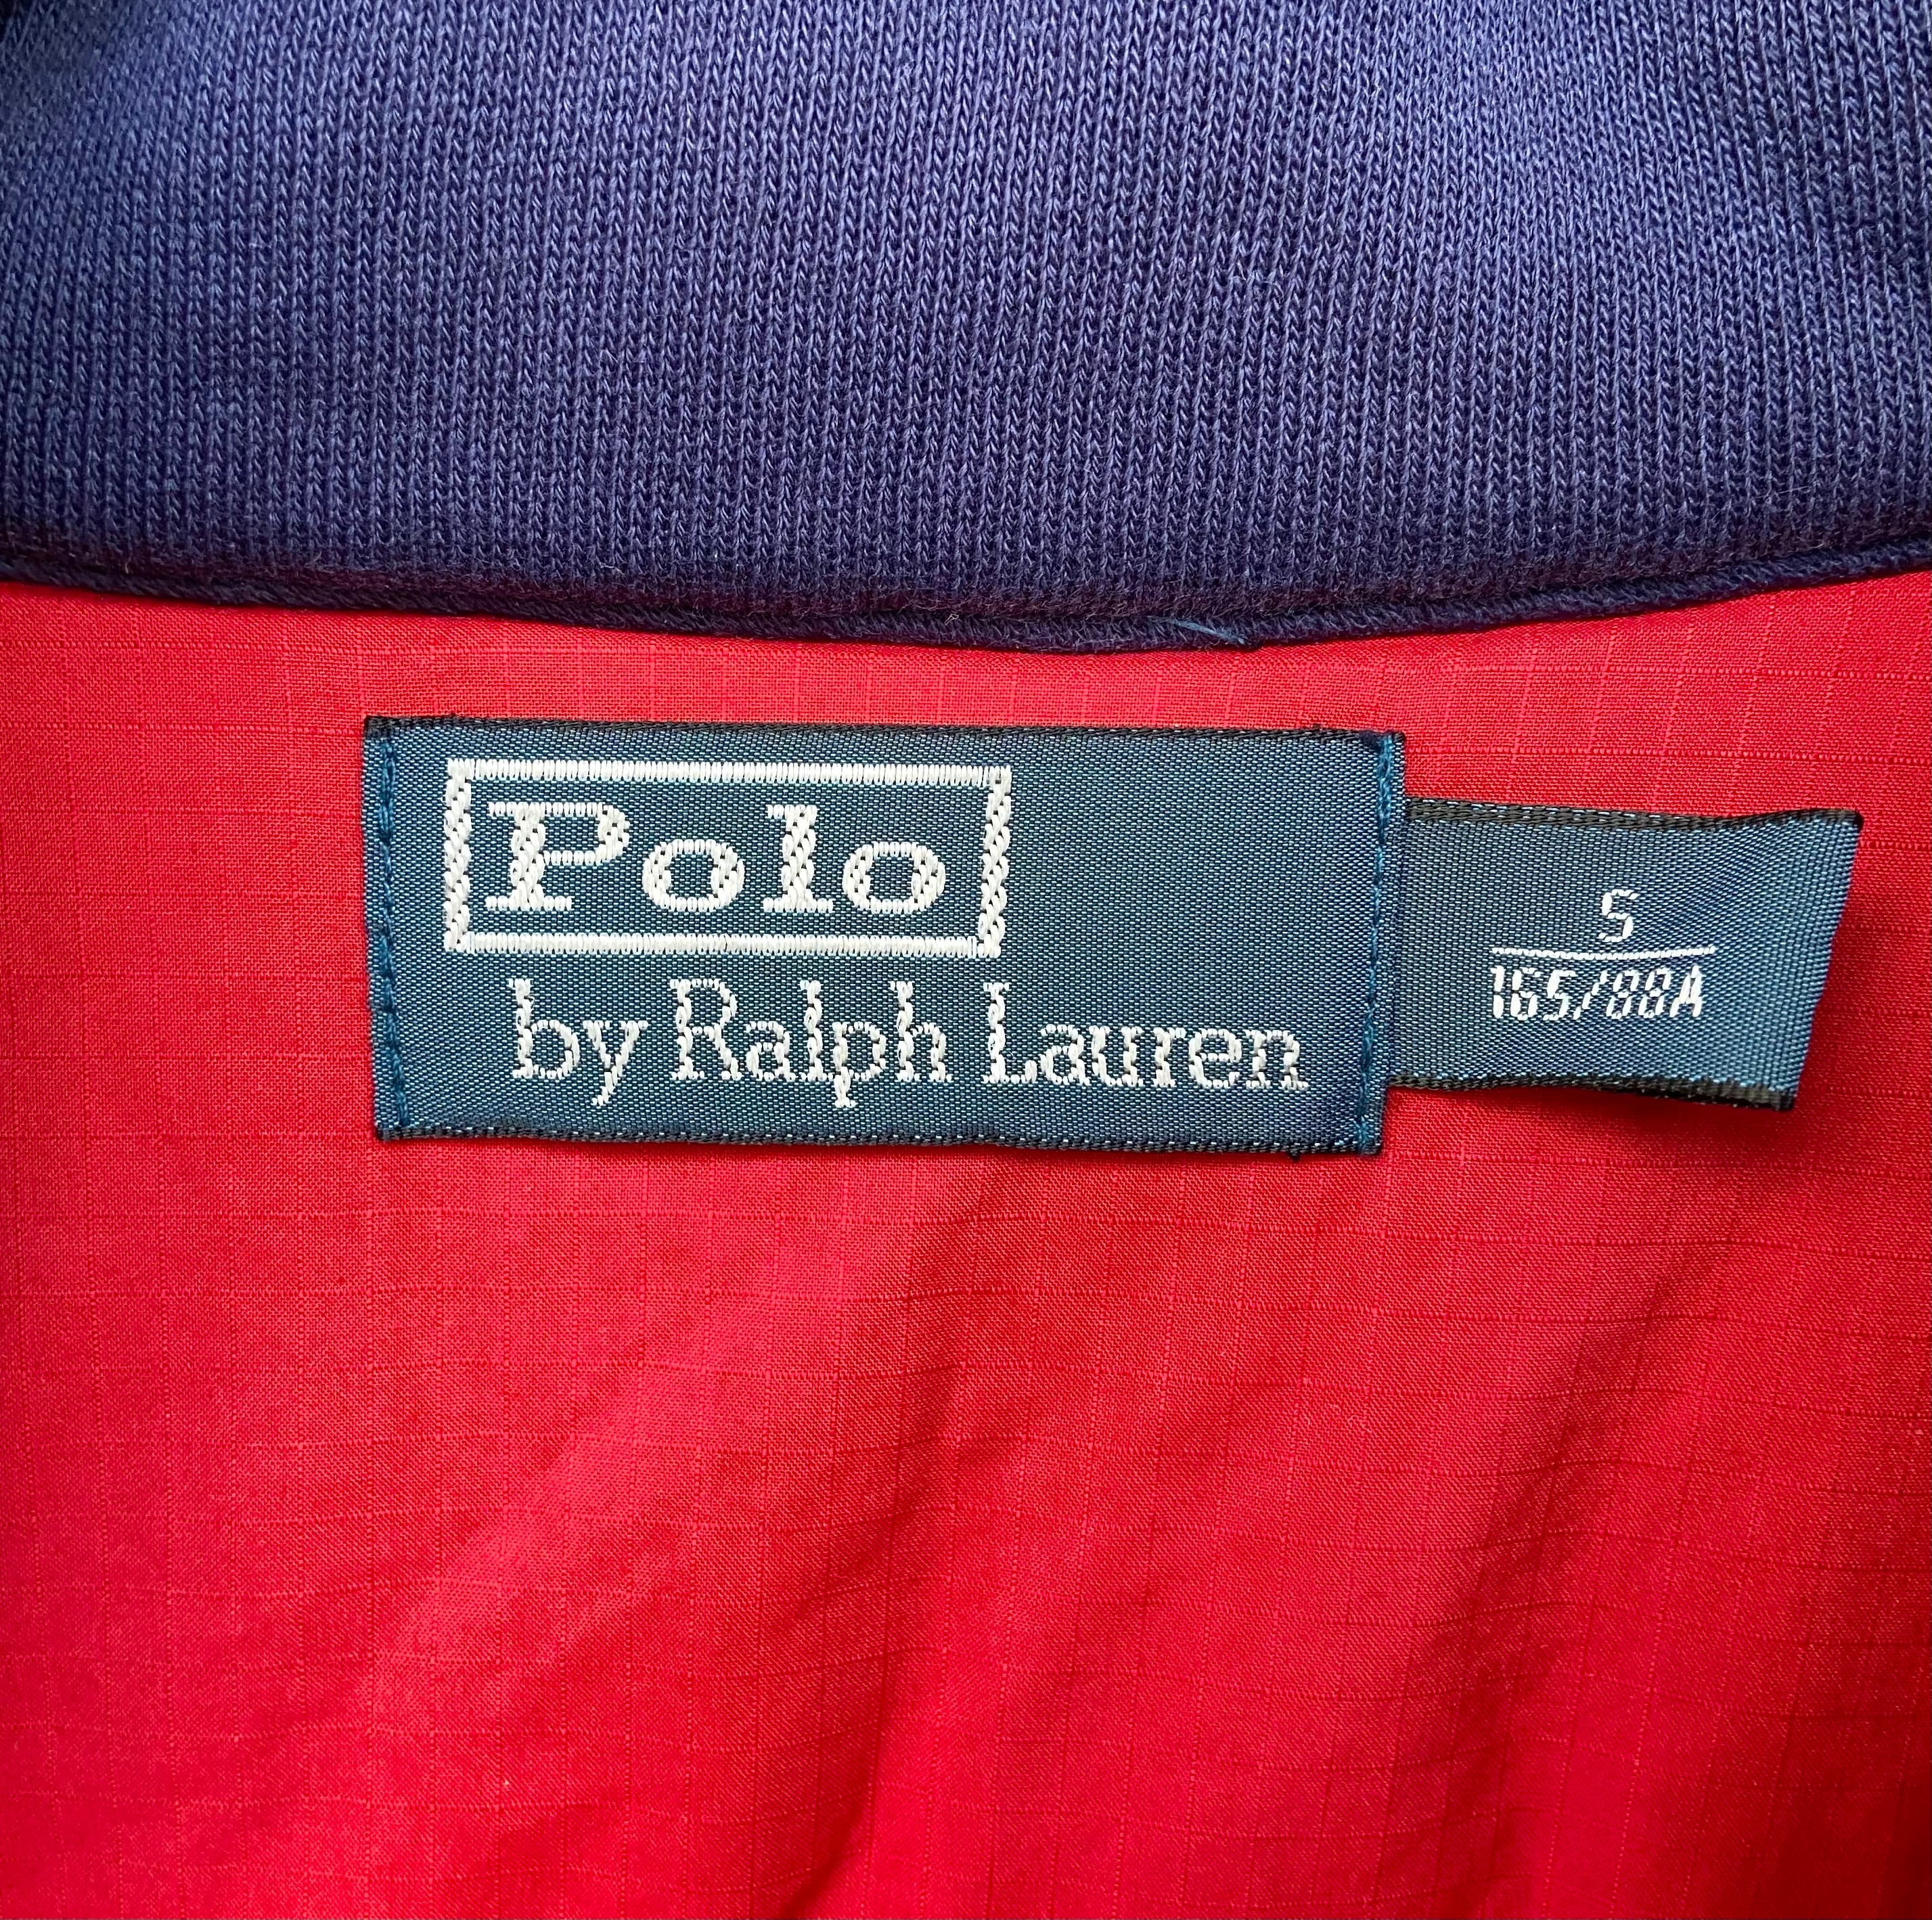 Polo
by Ralph Lauren
S
165/88A